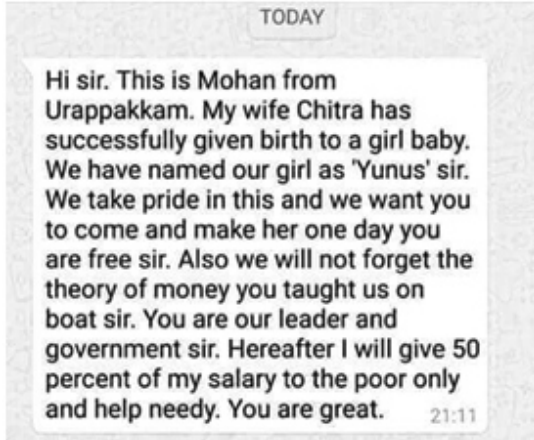 TODAY
Hi sir. This is Mohan from
Urappakkam. My wife Chitra has
successfully given birth to a girl baby.
We have named our girl as 'Yunus' sir.
We take pride in this and we want you
to come and make her one day you
are free sir. Also we will not forget the
theory of money you taught us on
boat sir. You are our leader and
government sir. Hereafter I will give 50
percent of my salary to the poor only
and help needy. You are great.
21:11